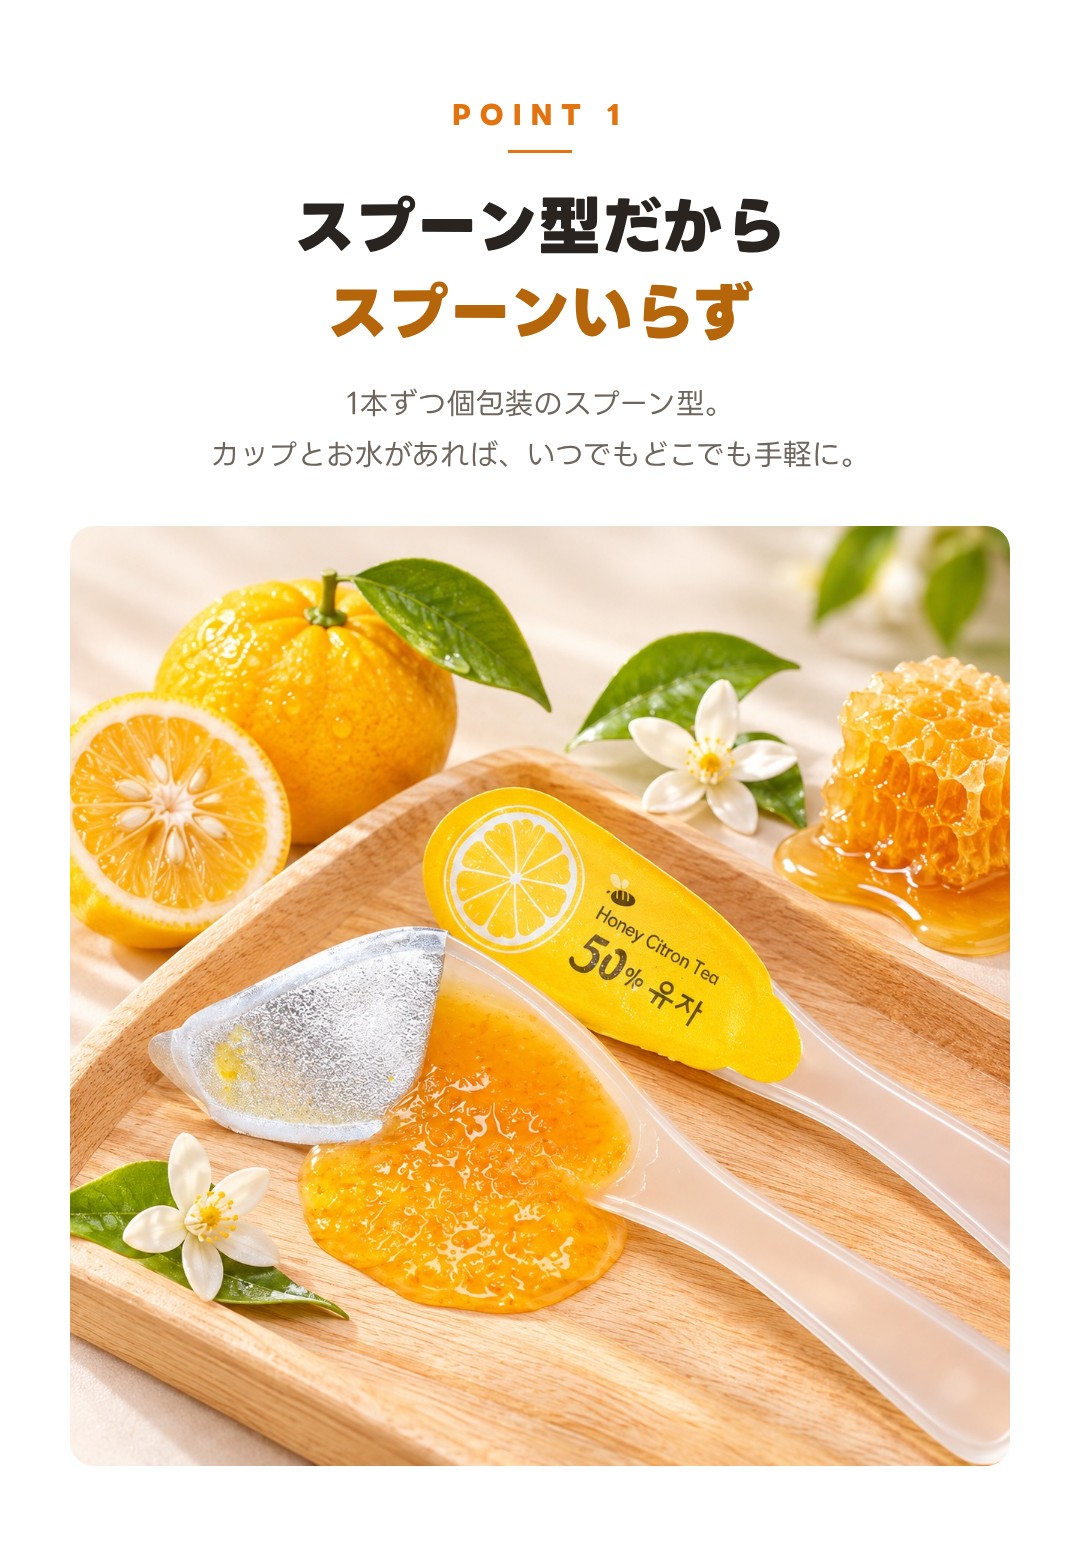 POINT 1
スプーン型だから
スプーンいらず
1本ずつ個包装のスプーン型。
カップとお水があれば、いつでもどこでも手軽に。
Honey Citron Tea
50% 유자